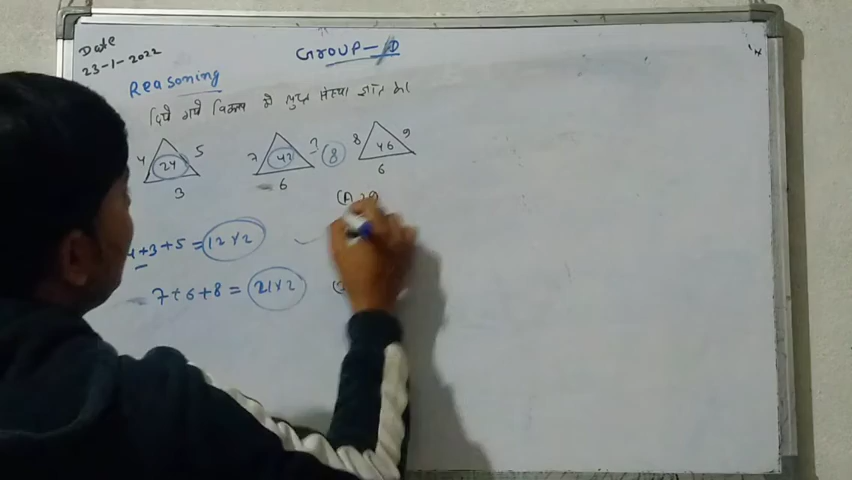 Date
23-1-2022
GROUP-D
Reasoning
दिये गये विकल्प से लुप्त संख्या ज्ञात करें
4 24 5 3
7 42 ? 6
8
8 46 9 6
(A)
4+3+5 = 12×2
7+6+8 = 21×2